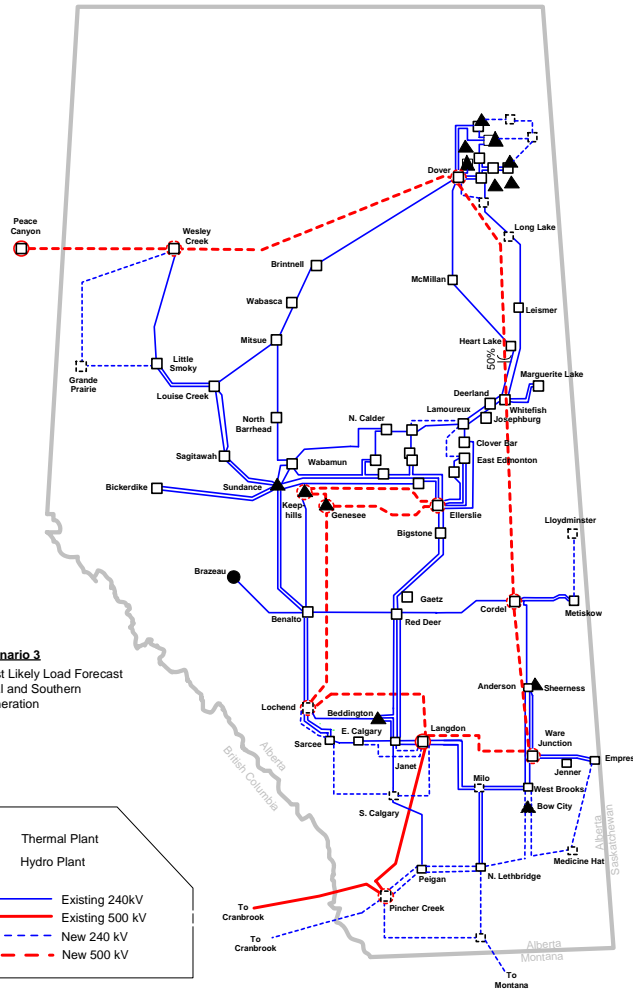 Dover
Peace
Canyon
Wesley
Creek
Long Lake
Brintnell
McMillan
Wabasca
Leismer
Mitsue
Heart Lake
50%
Little
Smoky
Grande
Prairie
Louise Creek
Marguerite Lake
Deerland
Whitefish
Josephburg
Lamoureux
North
Barrhead
N. Calder
Clover Bar
Sagitawah
Wabamun
East Edmonton
Bickerdike
Sundance
Keep
hills
Genesee
Ellerslie
Lloydminster
Bigstone
Brazeau
Gaetz
Cordel
Metiskow
Benalto
Red Deer
nario 3
t Likely Load Forecast
l and Southern
neration
Anderson
Sheerness
Lochend
Beddington
Langdon
Ware
Junction
E. Calgary
Sarcee
Janet
Empres
Jenner
Alberta
British Columbia
Milo
West Brooks
S. Calgary
Bow City
Alberta
Saskatchewan
Medicine Hat
Peigan
N. Lethbridge
Pincher Creek
To
Cranbrook
To
Cranbrook
Alberta
Montana
To
Montana
Thermal Plant
Hydro Plant
Existing 240kV
Existing 500 kV
New 240 kV
New 500 kV